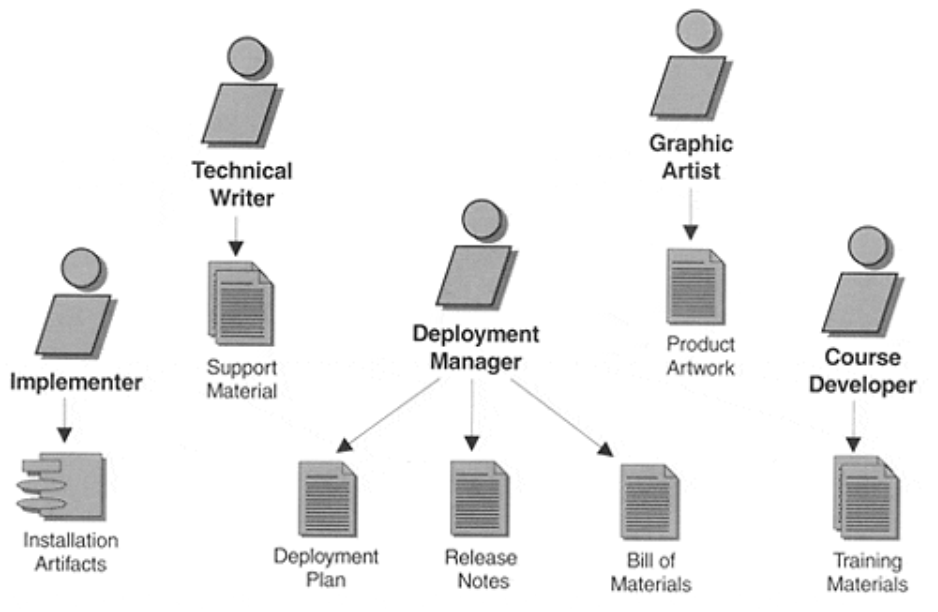 Technical
Writer
Graphic
Artist
Implementer
Support
Material
Deployment
Manager
Product
Artwork
Course
Developer
Installation
Artifacts
Deployment
Plan
Release
Notes
Bill of
Materials
Training
Materials